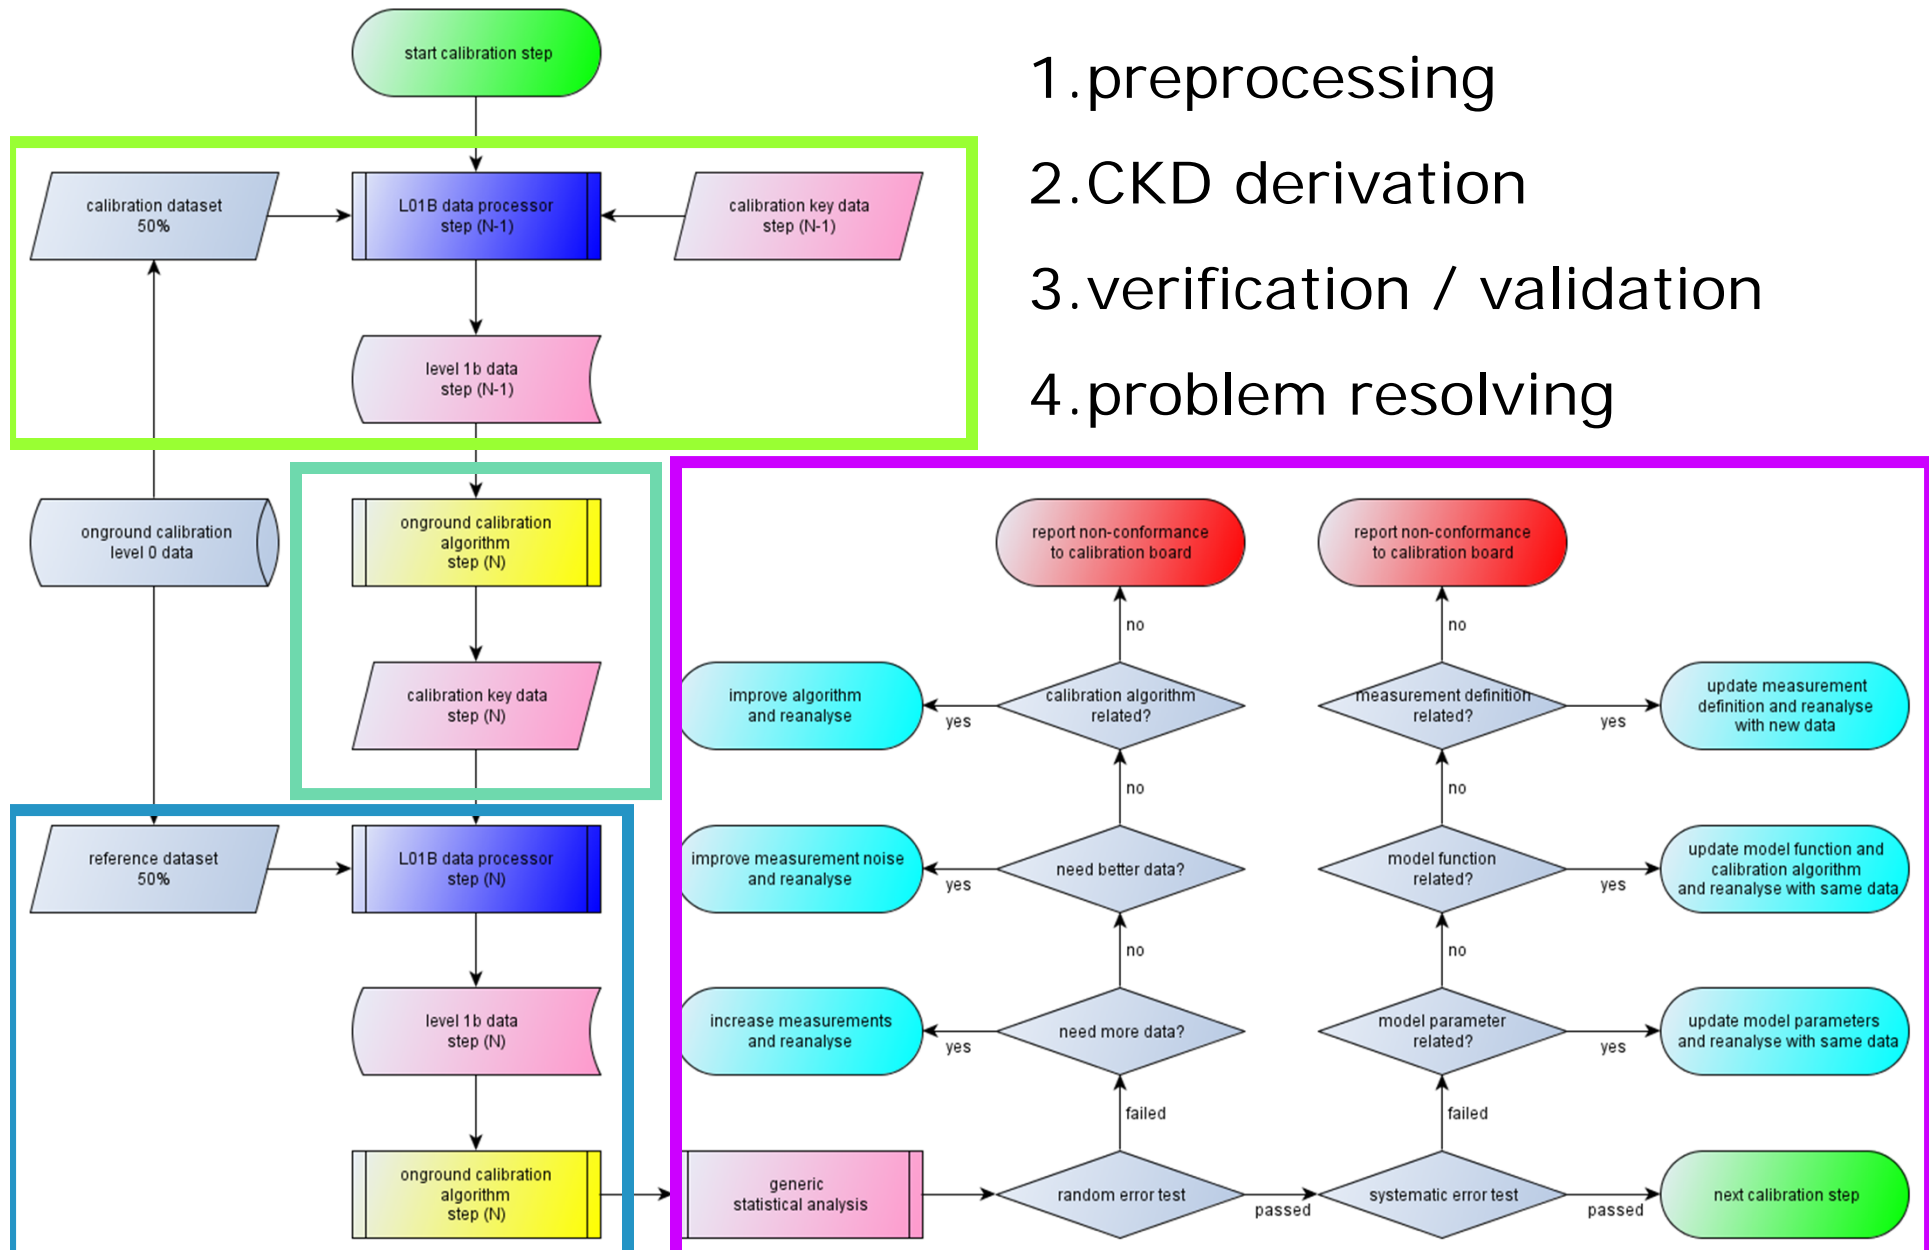 start calibration step
1.preprocessing
2.CKD derivation
3.verification / validation
4.problem resolving
calibration dataset
50%
L01B data processor
step (N-1)
calibration key data
step (N-1)
level 1b data
step (N-1)
onground calibration
level 0 data
onground calibration
algorithm
step (N)
calibration key data
step (N)
reference dataset
50%
L01B data processor
step (N)
level 1b data
step (N)
onground calibration
algorithm
step (N)
report non-conformance
to calibration board
report non-conformance
to calibration board
no
no
improve algorithm
and reanalyse
yes
calibration algorithm
related?
measurement definition
related?
yes
update measurement
definition and reanalyse
with new data
no
no
improve measurement noise
and reanalyse
yes
need better data?
model function
related?
yes
update model function and
calibration algorithm
and reanalyse with same data
no
no
increase measurements
and reanalyse
yes
need more data?
model parameter
related?
yes
update model parameters
and reanalyse with same data
failed
failed
generic
statistical analysis
random error test
passed
systematic error test
passed
next calibration step